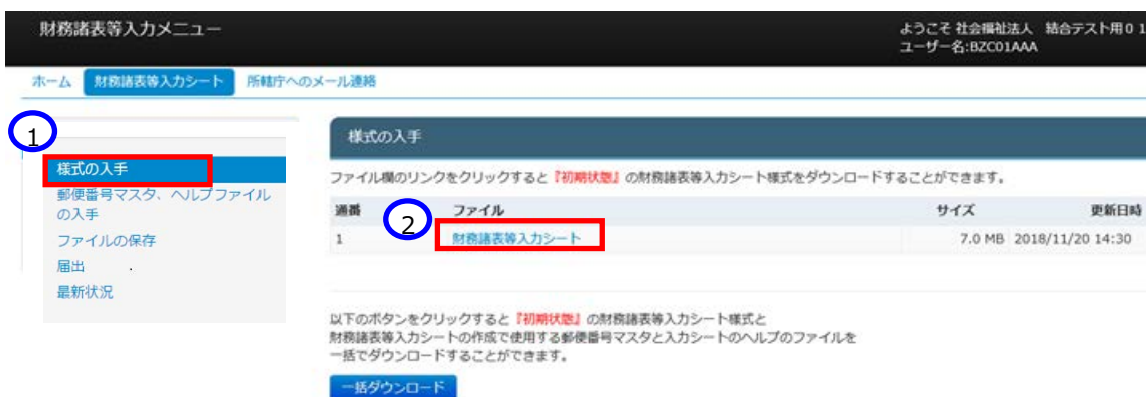 財務諸表等入力メニュー
ようこそ 社会福祉法人 結合テスト用01
ユーザー名:BZC01AAA
ホーム 財務諸表等入力シート 所轄庁へのメール連絡
1
様式の入手
郵便番号マスタ、ヘルプファイル
の入手
ファイルの保存
届出
最新状況
様式の入手
ファイル欄のリンクをクリックすると『初期状態』の財務諸表等入力シート様式をダウンロードすることができます。
通番 ファイル サイズ 更新日時
2
1 財務諸表等入力シート 7.0 MB 2018/11/20 14:30
以下のボタンをクリックすると『初期状態』の財務諸表等入力シート様式と
財務諸表等入力シートの作成で使用する郵便番号マスタと入力シートのヘルプのファイルを
一括でダウンロードすることができます。
一括ダウンロード